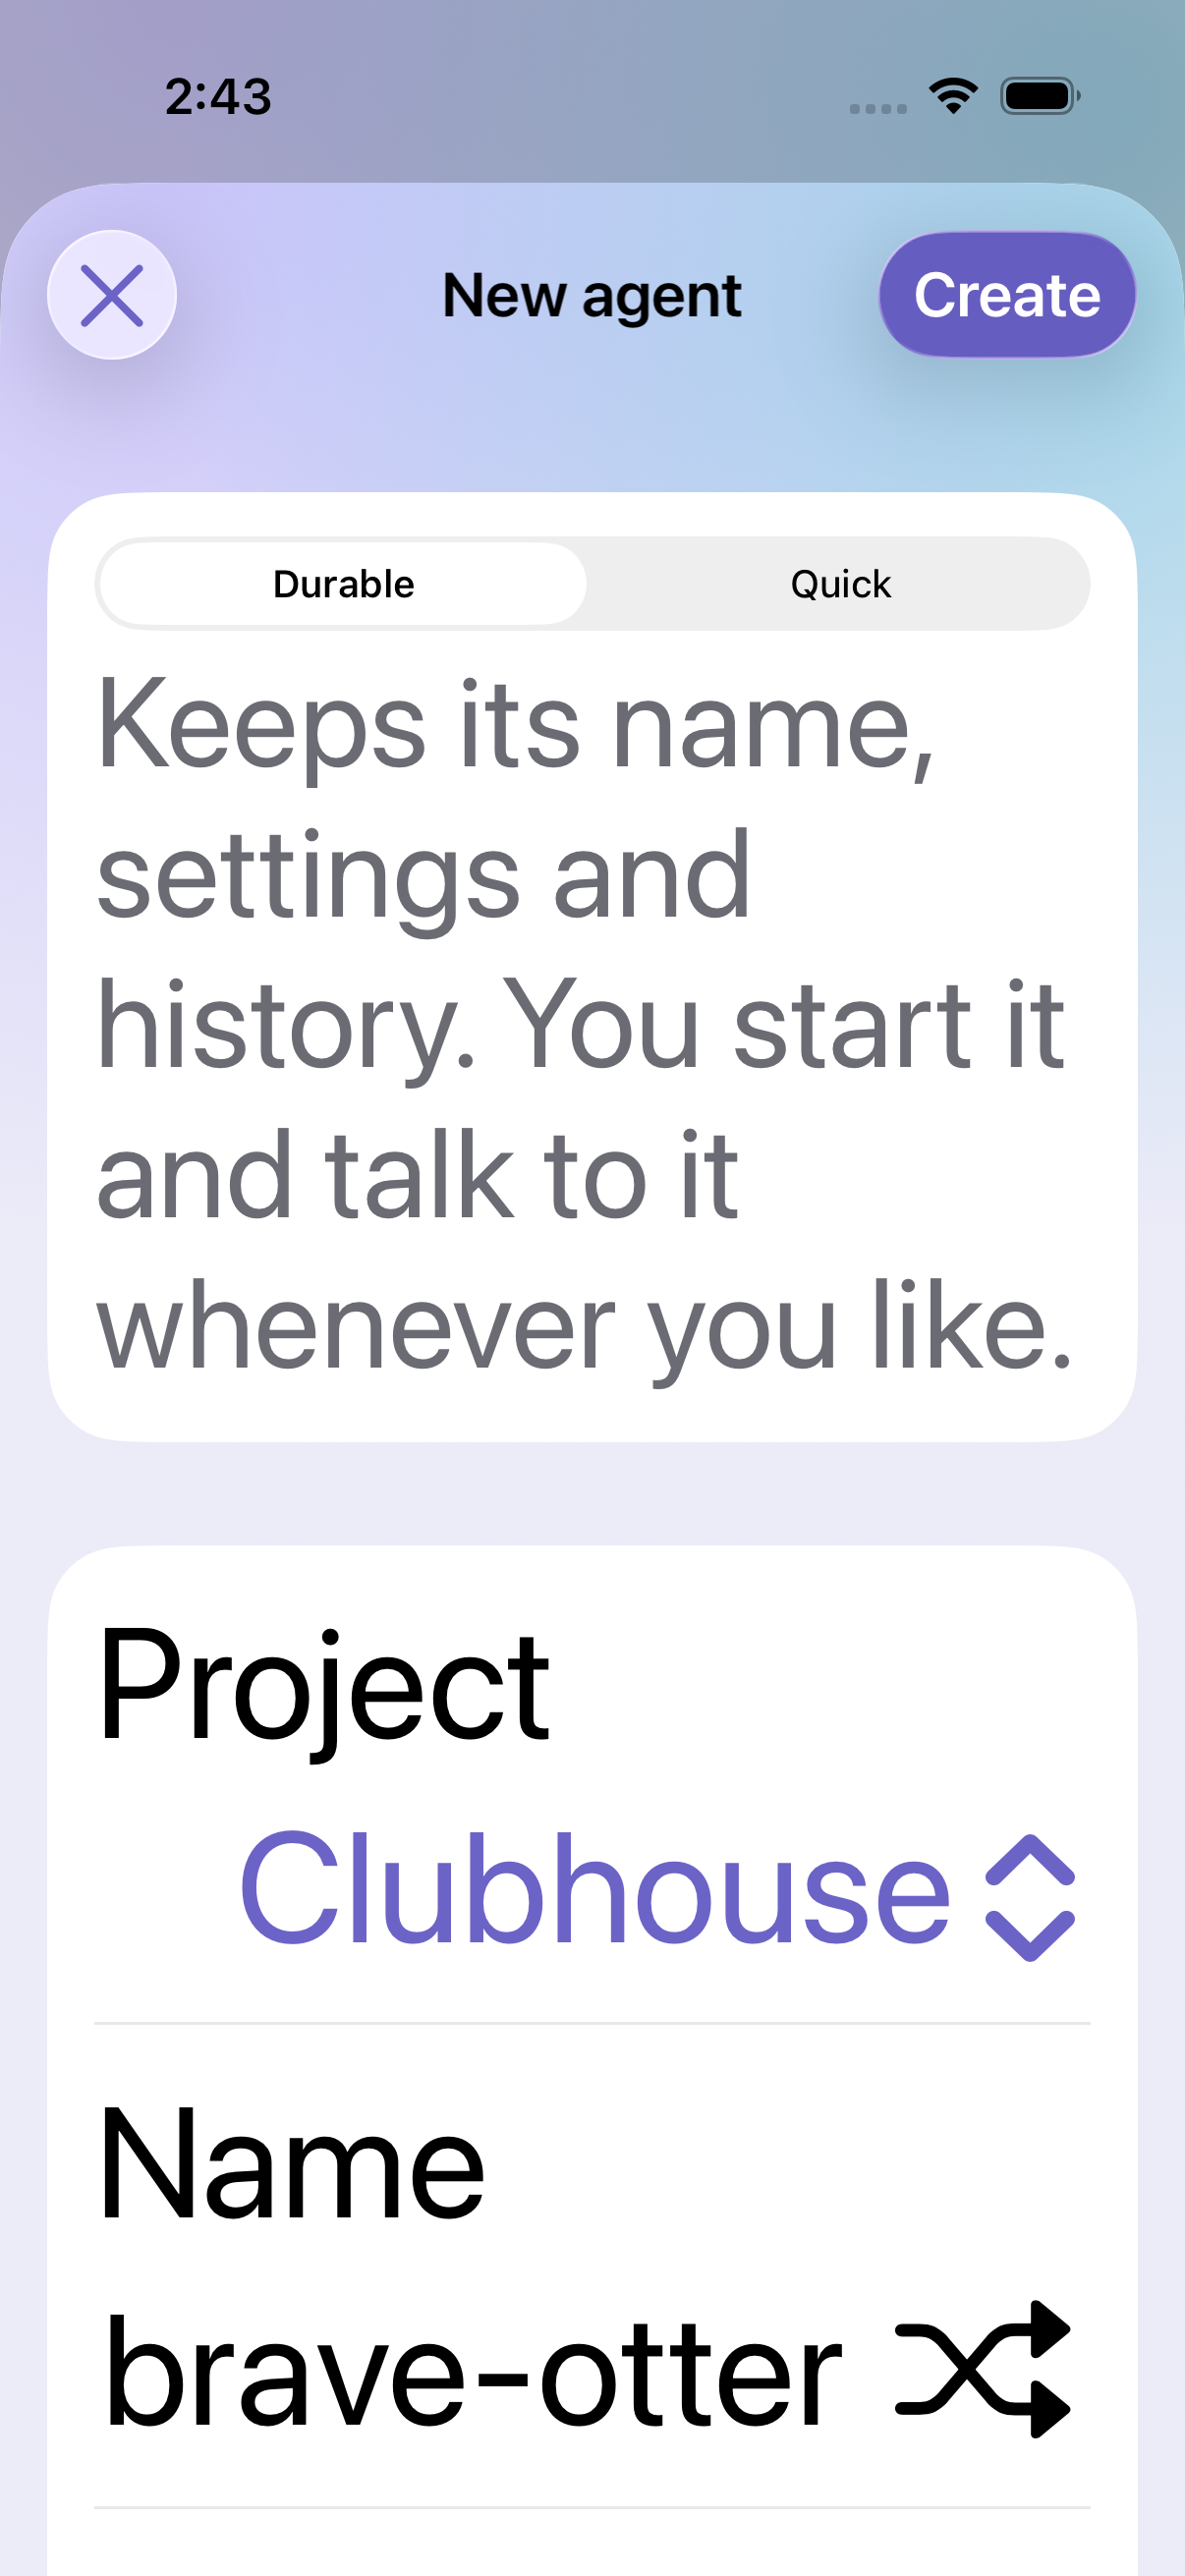 2:43
New agent
Create
Durable
Quick
Keeps its name,
settings and
history. You start it
and talk to it
whenever you like.
Project
Clubhouse
Name
brave-otter